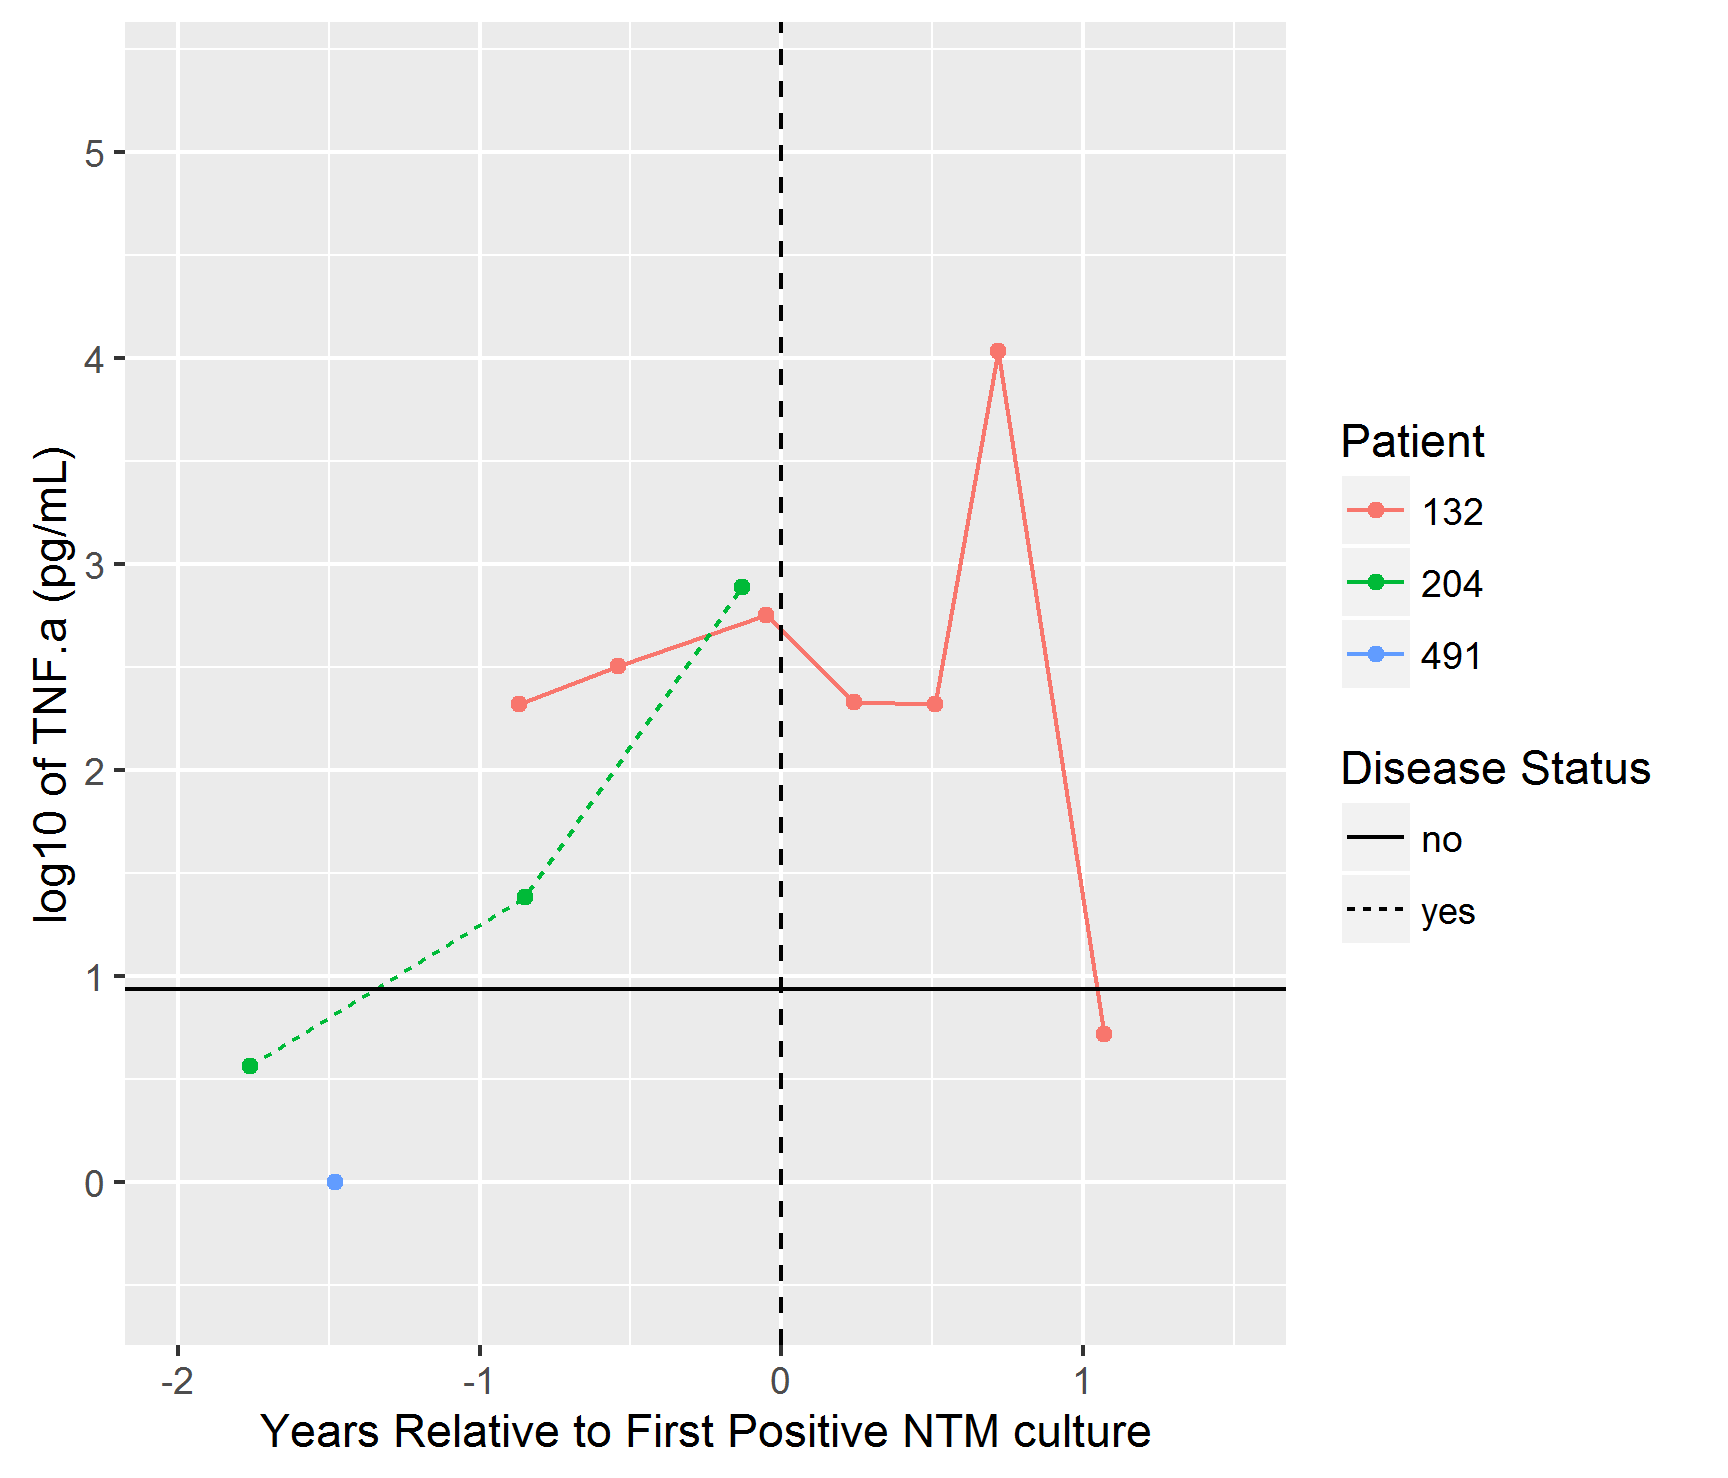 5
4
3
2
1
0
log10 of TNF.a (pg/mL)
-2
-1
0
1
Years Relative to First Positive NTM culture
Patient
132
204
491
Disease Status
no
yes